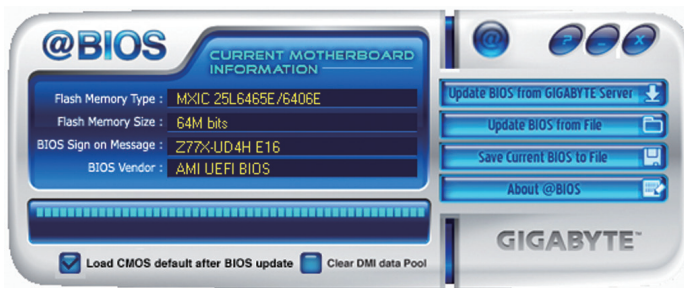 @BIOS
CURRENT MOTHERBOARD
INFORMATION
Flash Memory Type : MXIC 25L6465E/6406E
Flash Memory Size : 64M bits
BIOS Sign on Message : Z77X-UD4H E16
BIOS Vendor : AMI UEFI BIOS
Load CMOS default after BIOS update Clear DMI data Pool
@ ? _ X
Update BIOS from GIGABYTE Server
Update BIOS from File
Save Current BIOS to File
About @BIOS
GIGABYTE™